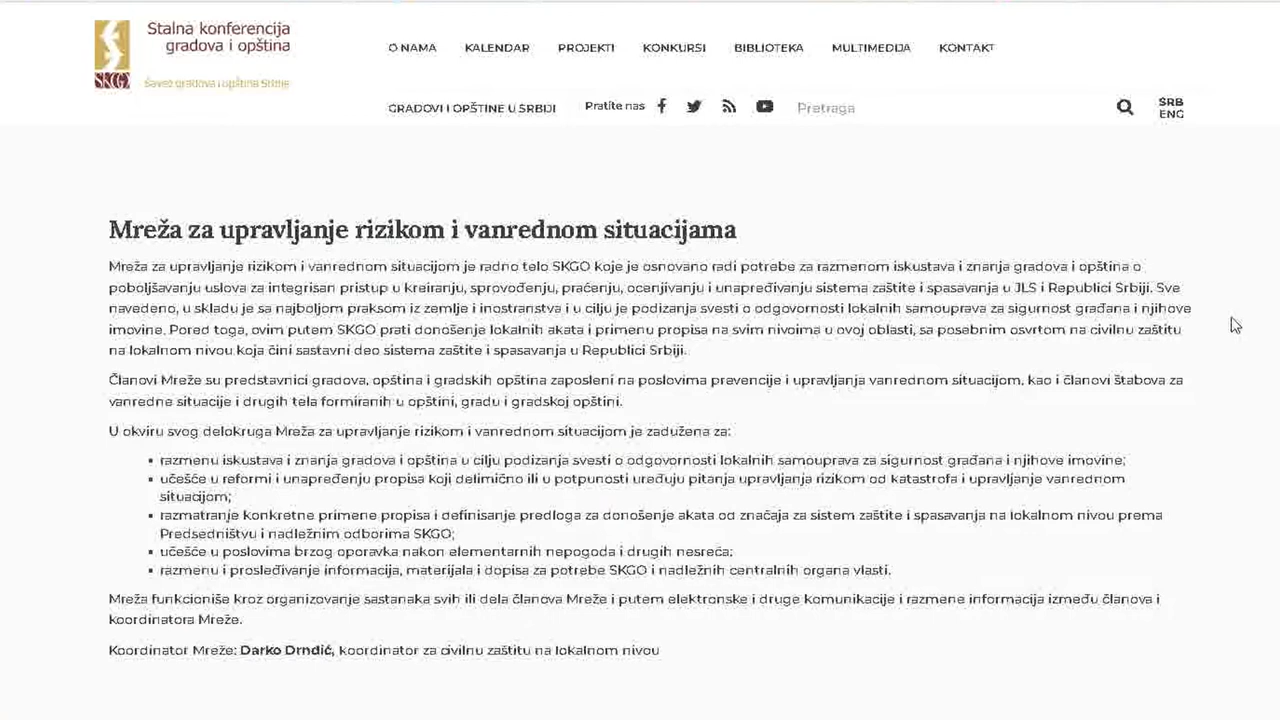 Stalna konferencija
gradova i opština
SKGO
Savez gradova i opština Srbije
O NAMA KALENDAR PROJEKTI KONKURSI BIBLIOTEKA MULTIMEDIJA KONTAKT
GRADOVI I OPŠTINE U SRBIJI Pratite nas Pretraga
SRB
ENG
Mreža za upravljanje rizikom i vanrednom situacijama
Mreža za upravljanje rizikom i vanrednom situacijom je radno telo SKGO koje je osnovano radi potrebe za razmenom iskustava i znanja gradova i opština o
poboljšavanju uslova za integrisan pristup u kreiranju, sprovođenju, praćenju, ocenjivanju i unapređivanju sistema zaštite i spasavanja u JLS i Republici Srbiji. Sve
navedeno, u skladu je sa najboljom praksom iz zemlje i inostranstva i u cilju je podizanja svesti o odgovornosti lokalnih samouprava za sigurnost građana i njihove
imovine. Pored toga, ovim putem SKGO prati donošenje lokalnih akata i primenu propisa na svim nivoima u ovoj oblasti, sa posebnim osvrtom na civilnu zaštitu
na lokalnom nivou koja čini sastavni deo sistema zaštite i spasavanja u Republici Srbiji.
Članovi Mreže su predstavnici gradova, opština i gradskih opština zaposleni na poslovima prevencije i upravljanja vanrednom situacijom, kao i članovi štabova za
vanredne situacije i drugih tela formiranih u opštini, gradu i gradskoj opštini.
U okviru svog delokruga Mreža za upravljanje rizikom i vanrednom situacijom je zadužena za:
▪ razmenu iskustava i znanja gradova i opština u cilju podizanja svesti o odgovornosti lokalnih samouprava za sigurnost građana i njihove imovine;
▪ učešće u reformi i unapređenju propisa koji delimično ili u potpunosti uređuju pitanja upravljanja rizikom od katastrofa i upravljanje vanrednom
situacijom;
▪ razmatranje konkretne primene propisa i definisanje predloga za donošenje akata od značaja za sistem zaštite i spasavanja na lokalnom nivou prema
Predsedništvu i nadležnim odborima SKGO;
▪ učešće u poslovima brzog oporavka nakon elementarnih nepogoda i drugih nesreća;
▪ razmenu i prosleđivanje informacija, materijala i dopisa za potrebe SKGO i nadležnih centralnih organa vlasti.
Mreža funkcioniše kroz organizovanje sastanaka svih ili dela članova Mreže i putem elektronske i druge komunikacije i razmene informacija između članova i
koordinatora Mreže.
Koordinator Mreže: Darko Drndić, koordinator za civilnu zaštitu na lokalnom nivou